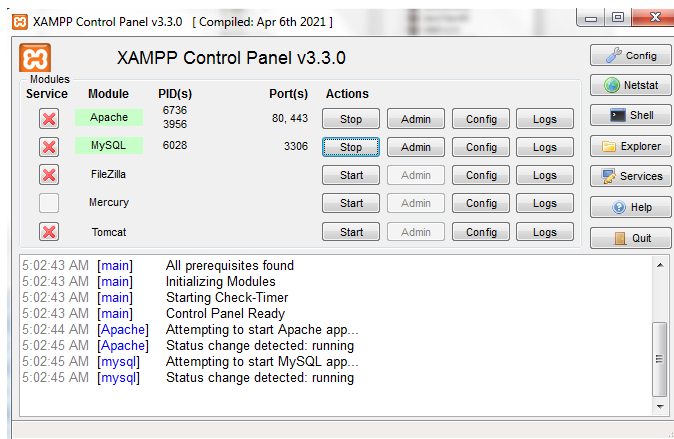 XAMPP Control Panel v3.3.0 [ Compiled: Apr 6th 2021 ]
XAMPP Control Panel v3.3.0
Config
Modules
Service Module PID(s) Port(s) Actions
Netstat
Apache 6736 3956 80, 443 Stop Admin Config Logs
Shell
MySQL 6028 3306 Stop Admin Config Logs
Explorer
FileZilla Start Admin Config Logs
Services
Mercury Start Admin Config Logs
Help
Tomcat Start Admin Config Logs
Quit
5:02:43 AM [main] All prerequisites found
5:02:43 AM [main] Initializing Modules
5:02:43 AM [main] Starting Check-Timer
5:02:43 AM [main] Control Panel Ready
5:02:44 AM [Apache] Attempting to start Apache app...
5:02:45 AM [Apache] Status change detected: running
5:02:45 AM [mysql] Attempting to start MySQL app...
5:02:45 AM [mysql] Status change detected: running